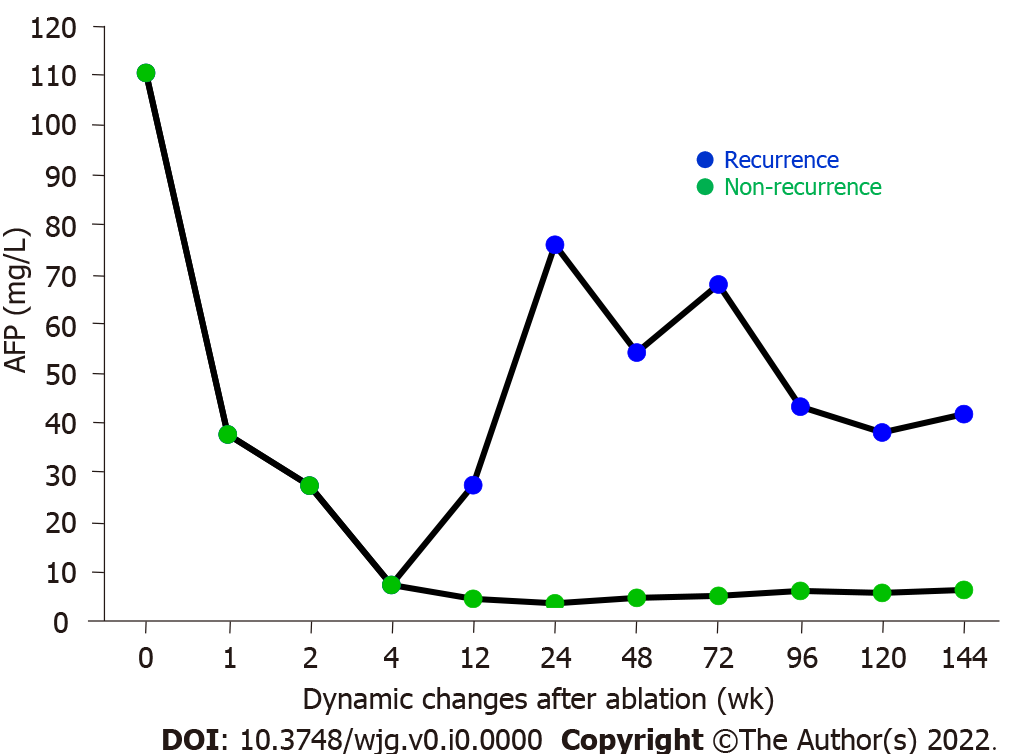 120
110
100
90
80
70
60
50
40
30
20
10
0
AFP (mg/L)
Recurrence
Non-recurrence
0 1 2 4 12 24 48 72 96 120 144
Dynamic changes after ablation (wk)
DOI: 10.3748/wjg.v0.i0.0000 Copyright ©The Author(s) 2022.